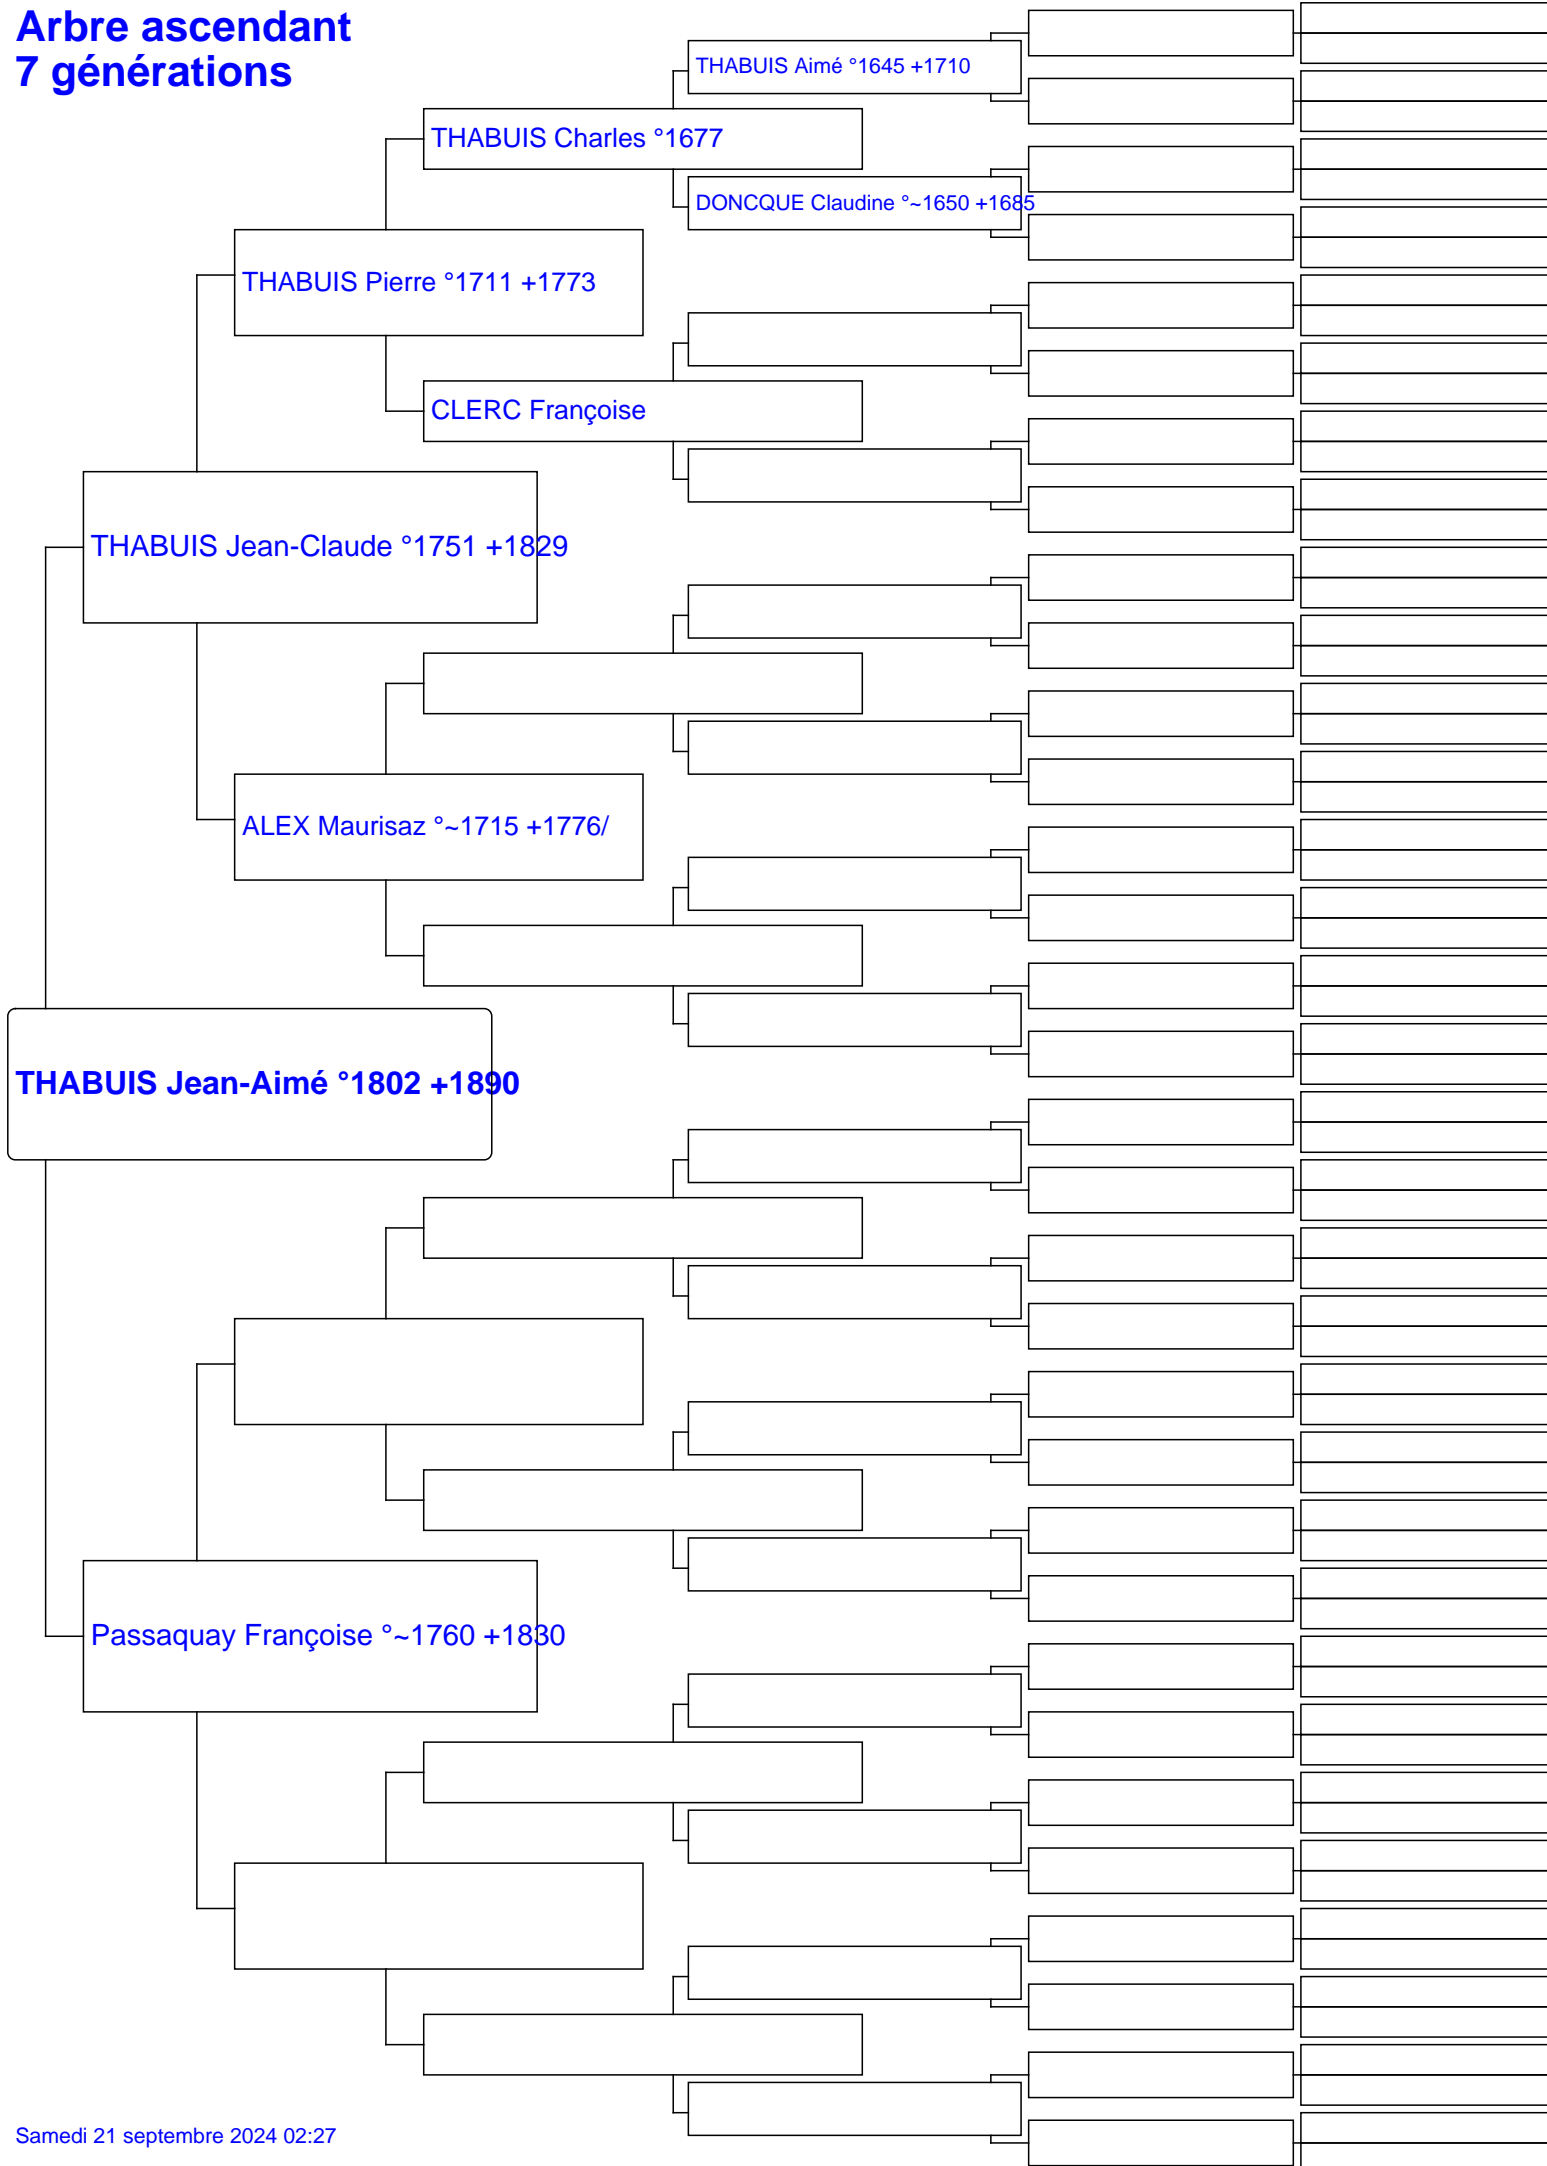 Arbre ascendant
7 générations
THABUIS Aimé °1645 +1710
THABUIS Charles °1677
DONCQUE Claudine °~1650 +1685
THABUIS Pierre °1711 +1773
CLERC Françoise
THABUIS Jean-Claude °1751 +1829
ALEX Maurisaz °~1715 +1776/
THABUIS Jean-Aimé °1802 +1890
Passaquay Françoise °~1760 +1830
Samedi 21 septembre 2024 02:27